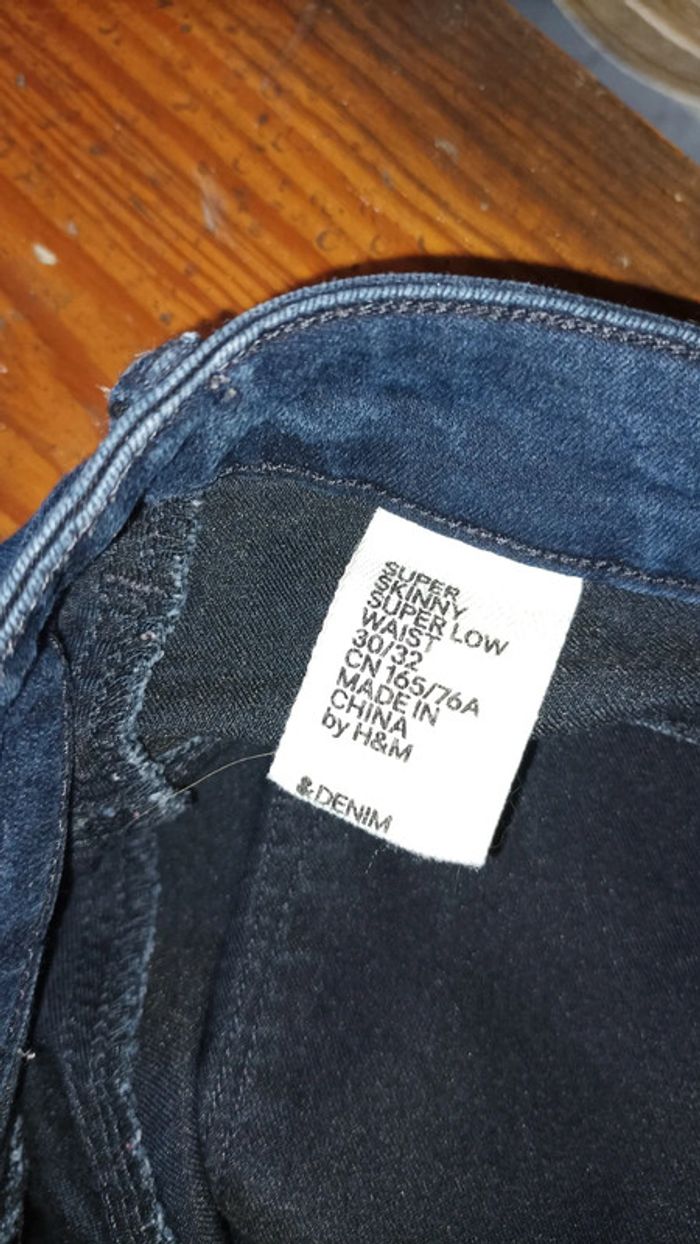 SUPER
SKINNY
SUPER LOW
WAIST
30/32
CN 165/76A
MADE IN
CHINA
by H&M
&DENIM